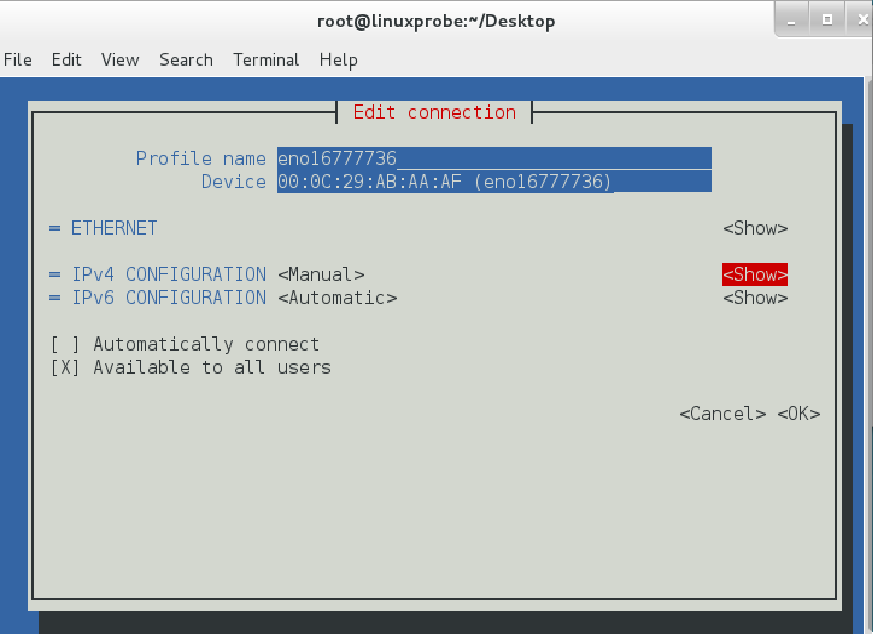 root@linuxprobe:~/Desktop
File Edit View Search Terminal Help
Edit connection
Profile name eno16777736
Device 00:0C:29:AB:AA:AF (eno16777736)
= ETHERNET <Show>
= IPv4 CONFIGURATION <Manual> <Show>
= IPv6 CONFIGURATION <Automatic> <Show>
[ ] Automatically connect
[X] Available to all users
<Cancel> <OK>